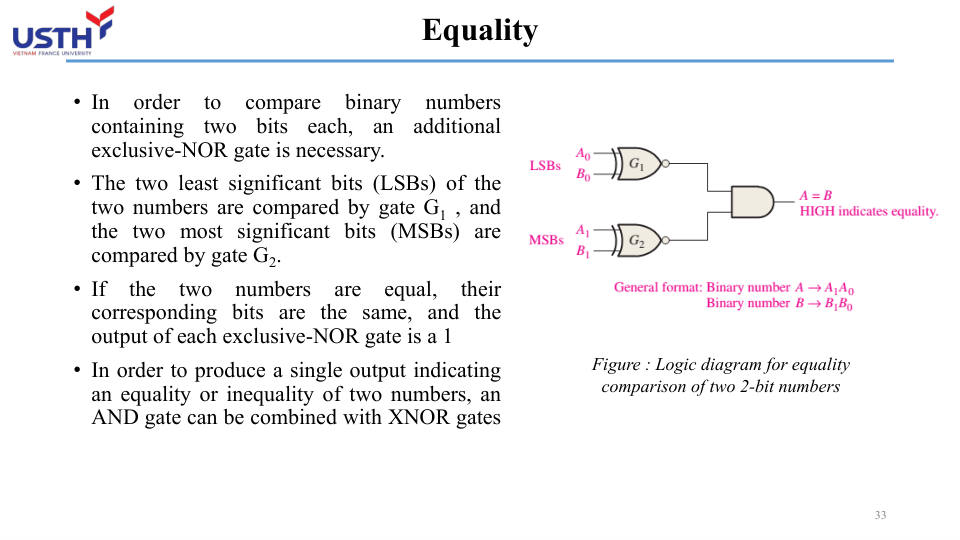 USTH
VIETNAM FRANCE UNIVERSITY
Equality
• In order to compare binary numbers
containing two bits each, an additional
exclusive-NOR gate is necessary.
• The two least significant bits (LSBs) of the
two numbers are compared by gate G1 , and
the two most significant bits (MSBs) are
compared by gate G2.
• If the two numbers are equal, their
corresponding bits are the same, and the
output of each exclusive-NOR gate is a 1
• In order to produce a single output indicating
an equality or inequality of two numbers, an
AND gate can be combined with XNOR gates
LSBs
A0
B0
G1
MSBs
A1
B1
G2
A = B
HIGH indicates equality.
General format: Binary number A → A1A0
Binary number B → B1B0
Figure : Logic diagram for equality
comparison of two 2-bit numbers
33